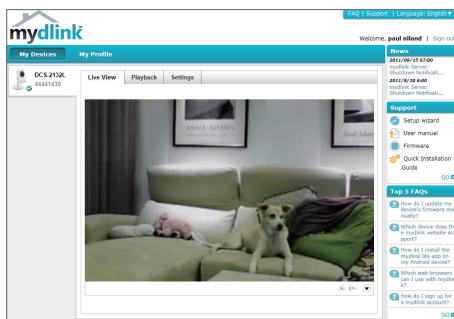 FAQ | Support | Language: English
mydlink
Welcome, paul niland | Sign out
My Devices
My Profile
DCS-2132L
44441439
Live View
Playback
Settings
ANSEL ADAMS
News
2011/09/15 07:00
mydlink Server
Shutdown Notificati...
2011/8/30 6:00
mydlink Server
Shutdown Notificati...
Support
Setup wizard
User manual
Firmware
Quick Installation
Guide
GO
Top 5 FAQs
How do I update my
device's firmware ma
nually?
Which device does th
e mydlink website su
pport?
How do I install the
mydlink lite app on
my Android device?
Which web browsers
can I use with mydlin
k?
How do I sign up for
a mydlink account?
GO